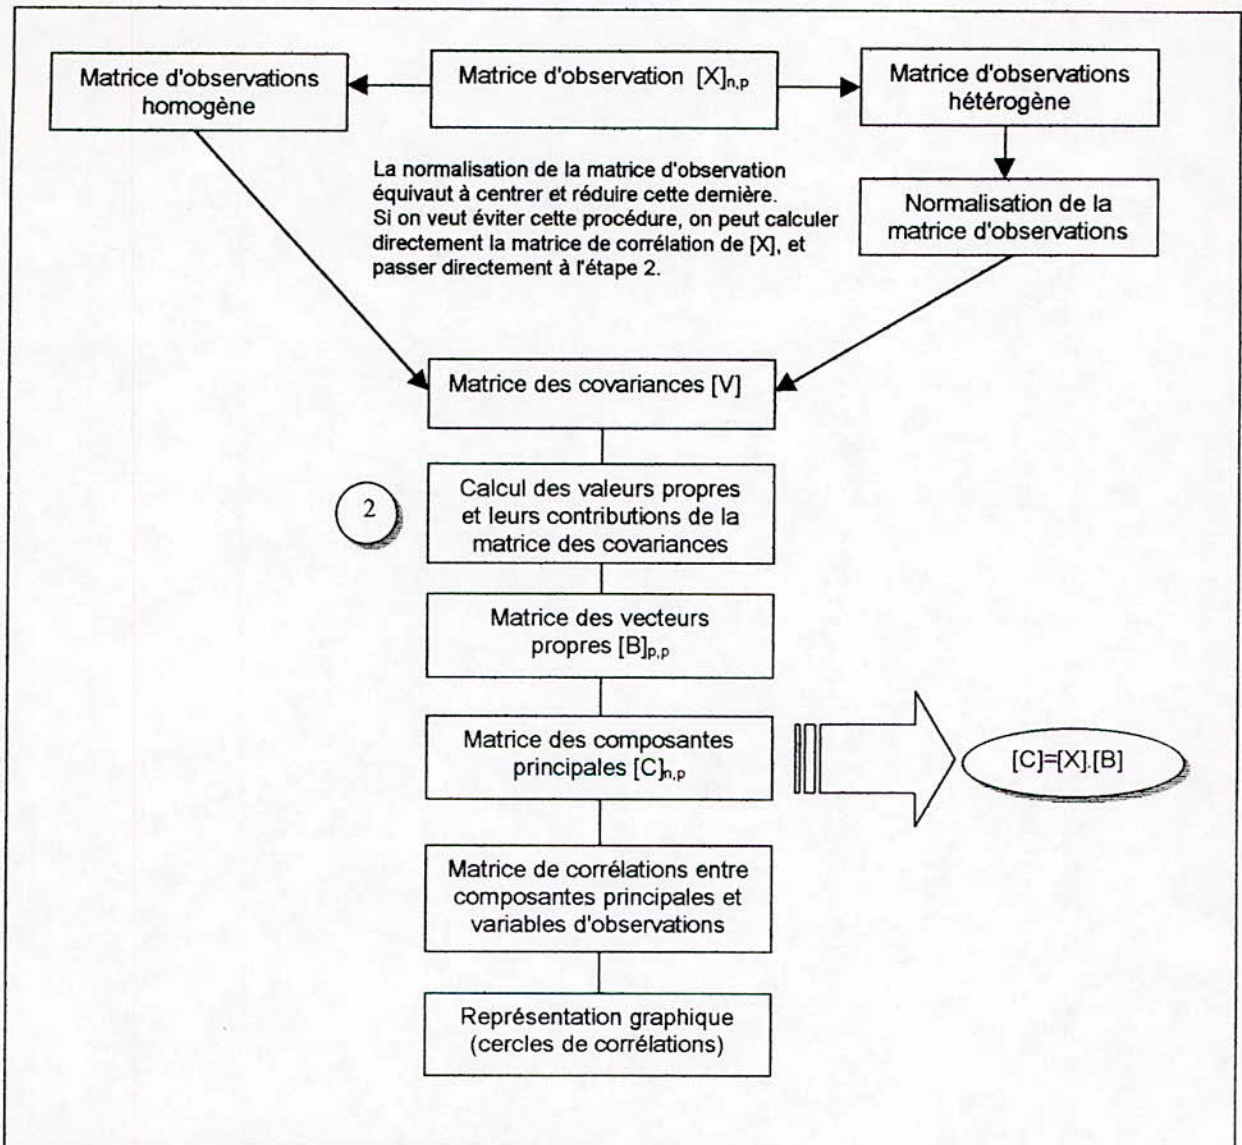 Matrice d'observations
homogène
Matrice d'observation [X]n,p
Matrice d'observations
hétérogène
La normalisation de la matrice d'observation
équivaut à centrer et réduire cette dernière.
Si on veut éviter cette procédure, on peut calculer
directement la matrice de corrélation de [X], et
passer directement à l'étape 2.
Normalisation de la
matrice d'observations
Matrice des covariances [V]
2
Calcul des valeurs propres
et leurs contributions de la
matrice des covariances
Matrice des vecteurs
propres [B]p,p
Matrice des composantes
principales [C]n,p
[C]=[X].[B]
Matrice de corrélations entre
composantes principales et
variables d'observations
Représentation graphique
(cercles de corrélations)